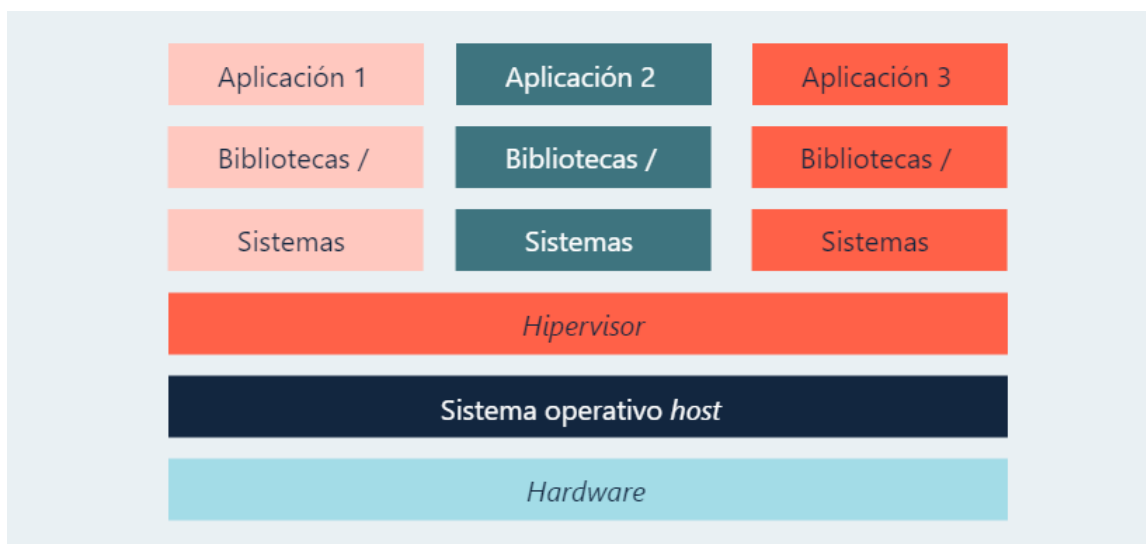 Aplicación 1 Aplicación 2 Aplicación 3
Bibliotecas / Bibliotecas / Bibliotecas /
Sistemas Sistemas Sistemas
Hipervisor
Sistema operativo host
Hardware